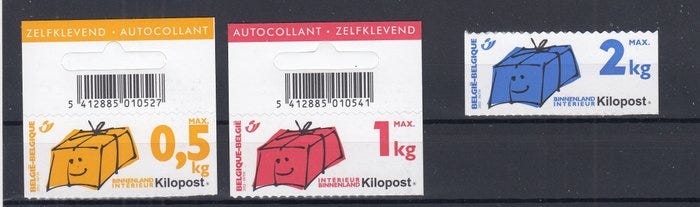 ZELFKLEVEND - AUTOCOLLANT
5 412885 010527
BELGIË-BELGIQUE
MAX.
0,5 kg
BINNENLAND
INTÉRIEUR Kilopost
AUTOCOLLANT - ZELFKLEVEND
5 412885 010541
BELGIQUE-BELGIË
MAX.
1 kg
INTÉRIEUR
BINNENLAND Kilopost
BELGIË-BELGIQUE
MAX.
2 kg
BINNENLAND
INTÉRIEUR Kilopost